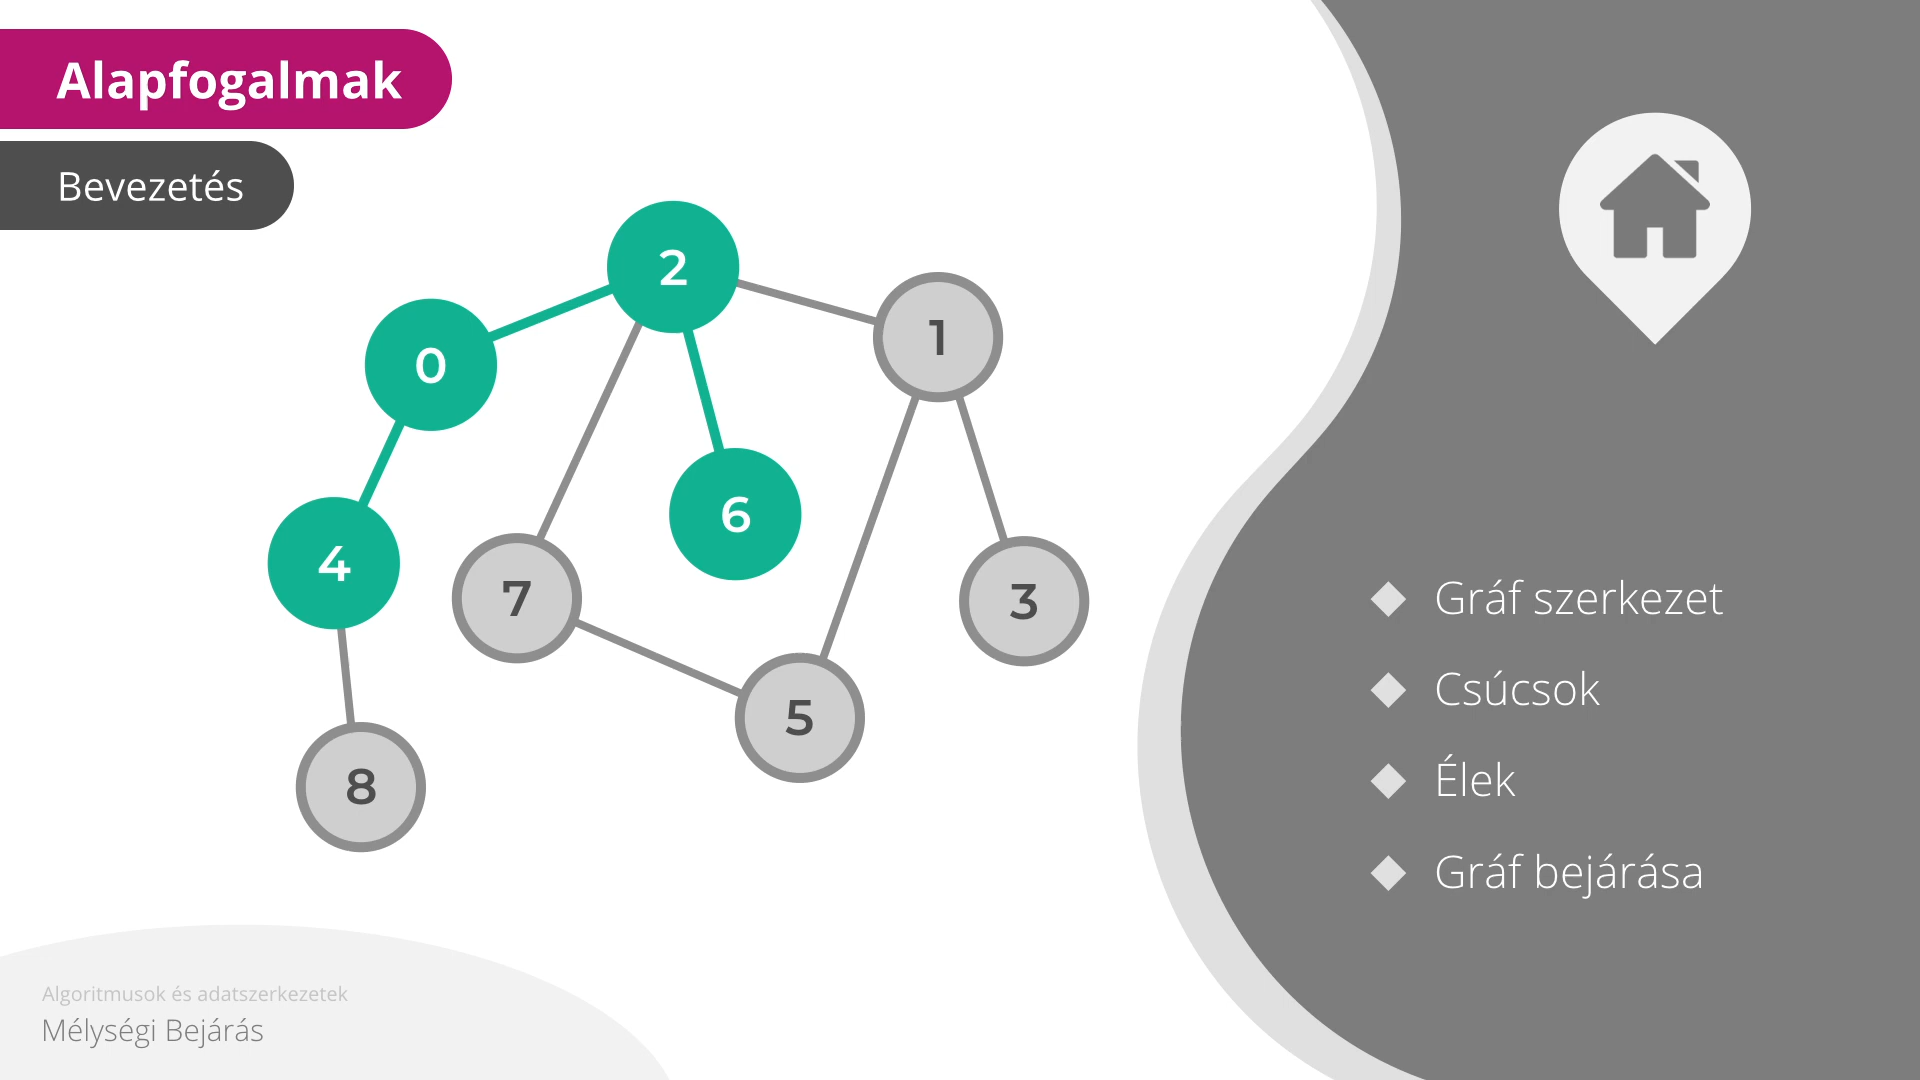 Alapfogalmak
Bevezetés
2
1
0
6
4
7
3
5
8
Gráf szerkezet
Csúcsok
Élek
Gráf bejárása
Algoritmusok és adatszerkezetek
Mélységi Bejárás